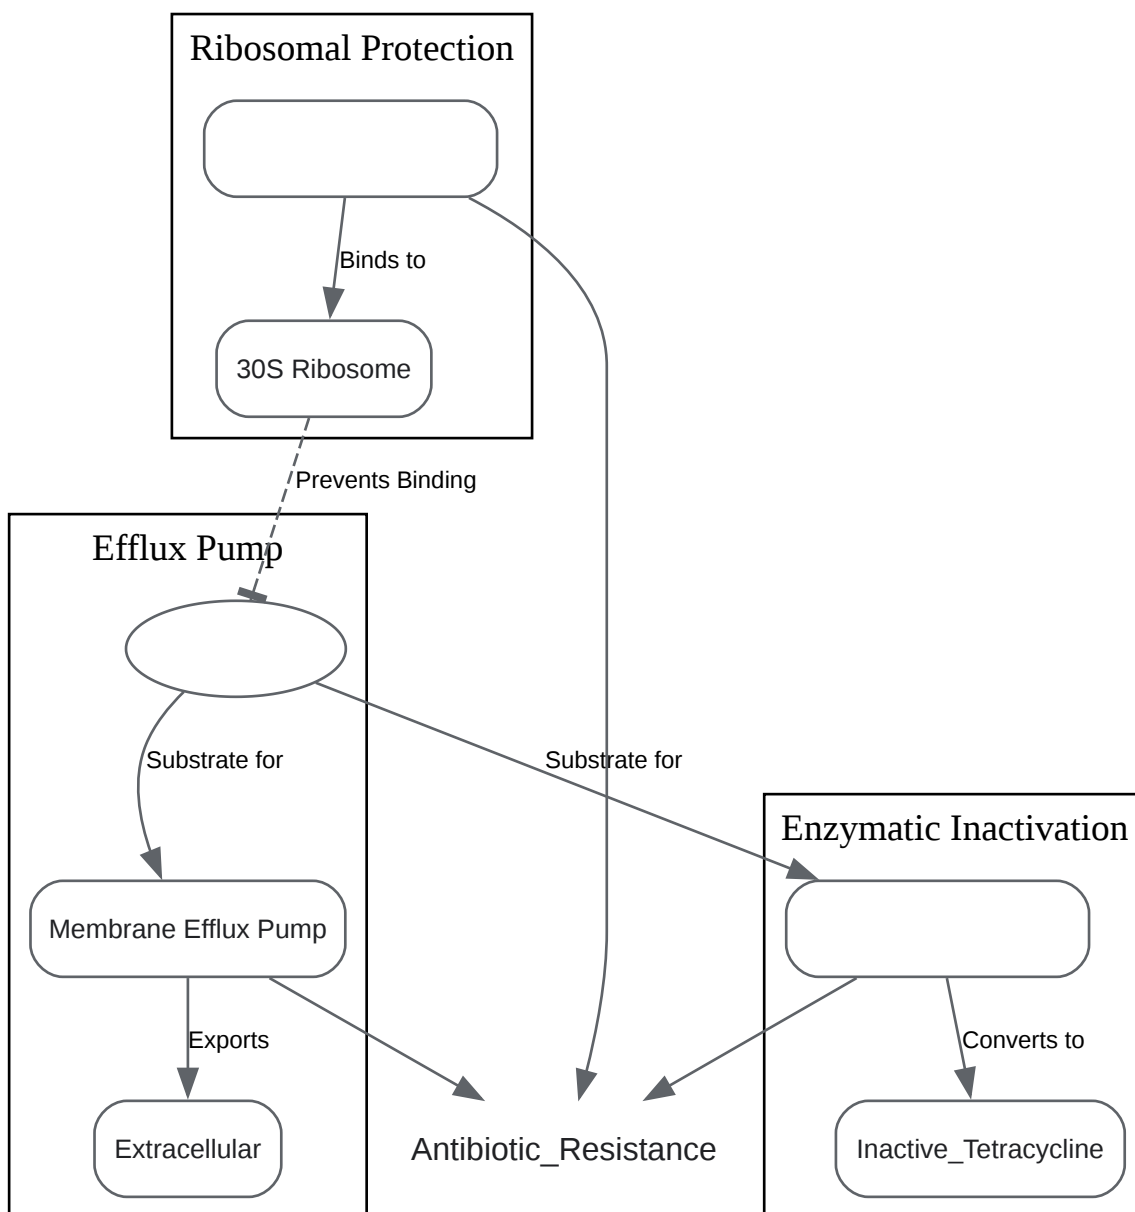 Ribosomal Protection
Binds to
30S Ribosome
Prevents Binding
Efflux Pump
Substrate for
Substrate for
Enzymatic Inactivation
Membrane Efflux Pump
Exports
Converts to
Extracellular
Antibiotic_Resistance
Inactive_Tetracycline